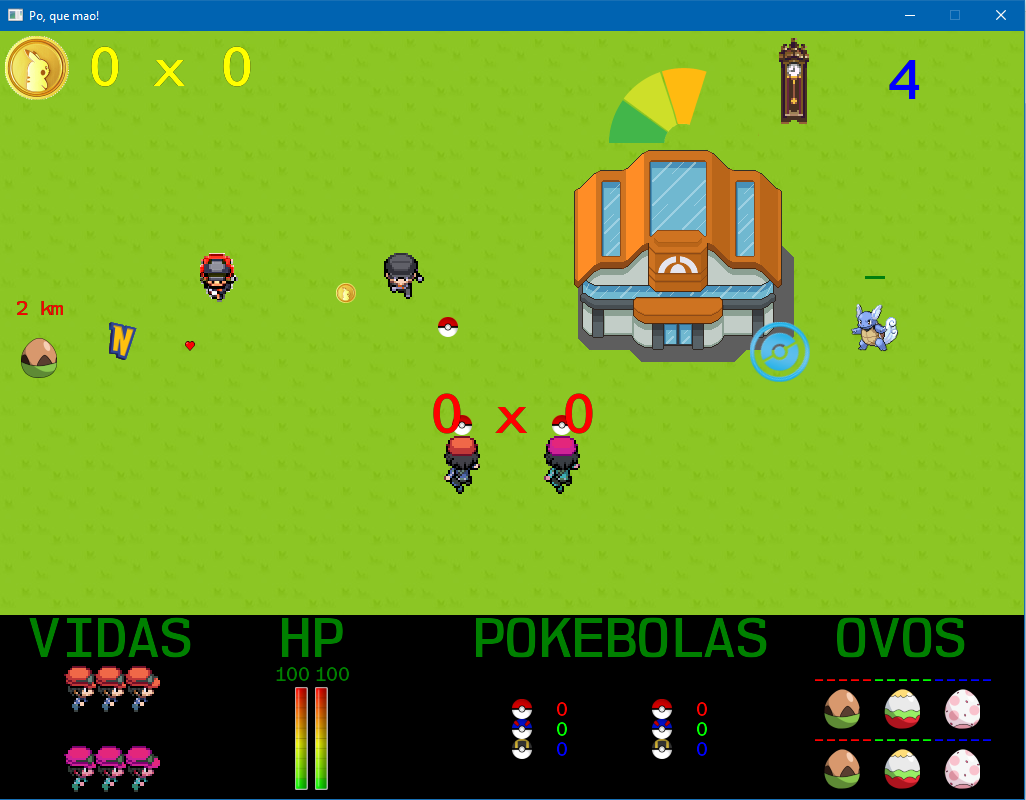 Po, que mao!
0 x 0
4
2 km
N
0 x 0
VIDAS HP POKEBOLAS OVOS
100 100
0 0
0 0
0 0